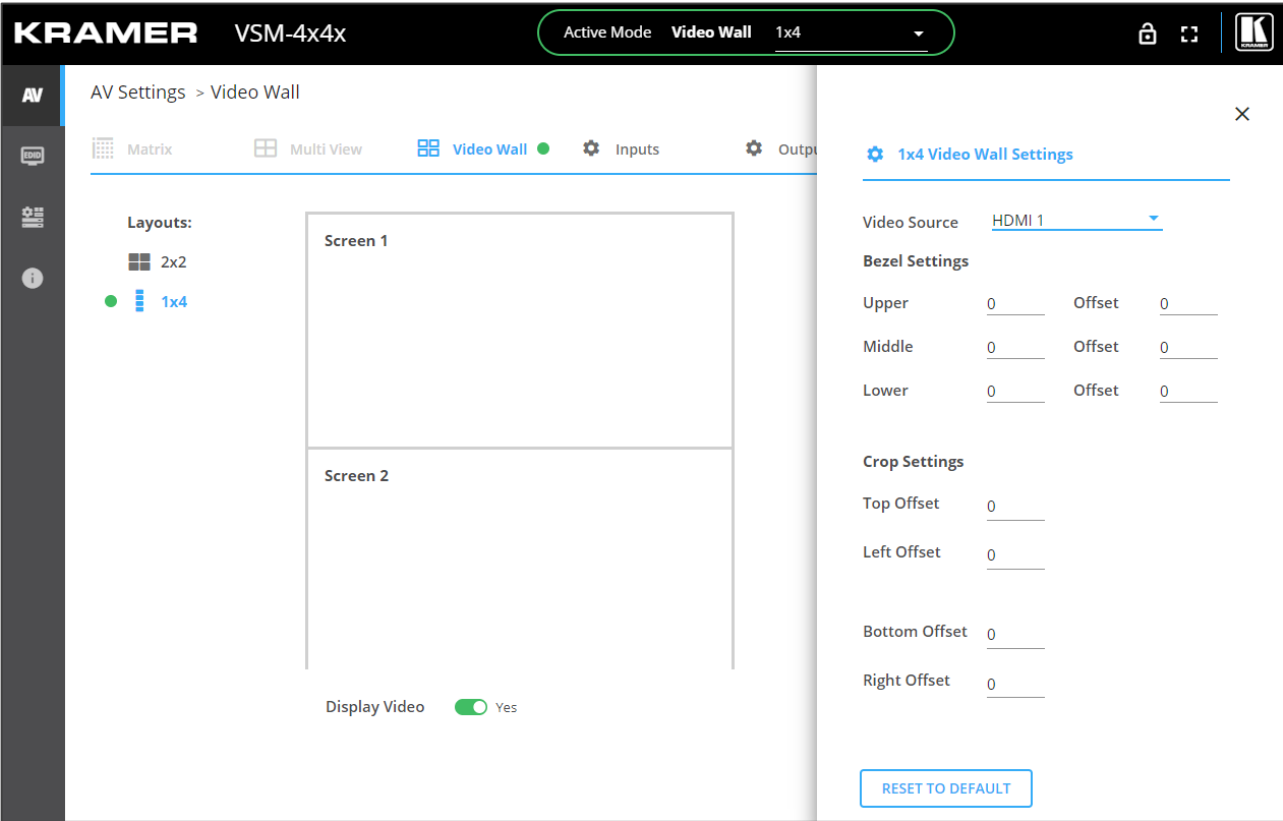 KRAMER VSM-4x4x Active Mode Video Wall 1x4
KRAMER
AV
AV Settings > Video Wall
EDID
Matrix Multi View Video Wall Inputs Outpu
Layouts:
2x2
1x4
Screen 1
Screen 2
Display Video Yes
1x4 Video Wall Settings
Video Source HDMI 1
Bezel Settings
Upper 0 Offset 0
Middle 0 Offset 0
Lower 0 Offset 0
Crop Settings
Top Offset 0
Left Offset 0
Bottom Offset 0
Right Offset 0
RESET TO DEFAULT